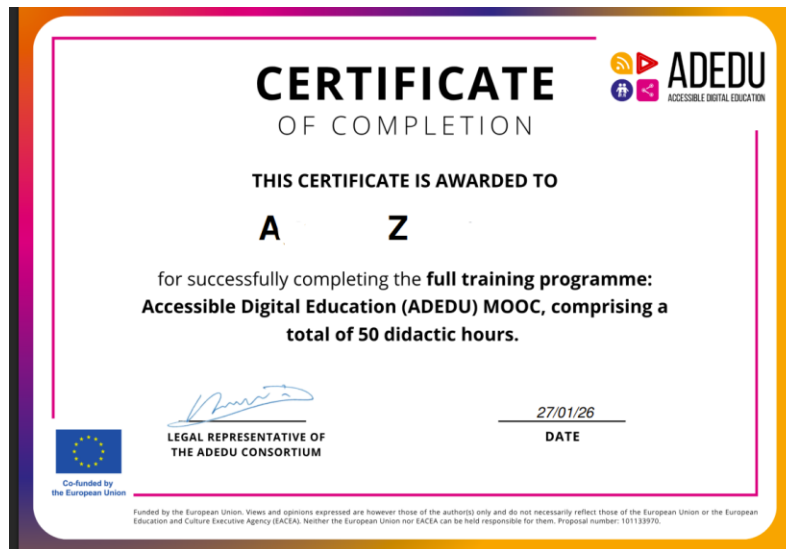 CERTIFICATE
OF COMPLETION
ADEDU
ACCESSIBLE DIGITAL EDUCATION
THIS CERTIFICATE IS AWARDED TO
A Z
for successfully completing the full training programme:
Accessible Digital Education (ADEDU) MOOC, comprising a
total of 50 didactic hours.
LEGAL REPRESENTATIVE OF
THE ADEDU CONSORTIUM
27/01/26
DATE
Co-funded by
the European Union
Funded by the European Union. Views and opinions expressed are however those of the author(s) only and do not necessarily reflect those of the European Union or the European
Education and Culture Executive Agency (EACEA). Neither the European Union nor EACEA can be held responsible for them. Proposal number: 101133970.